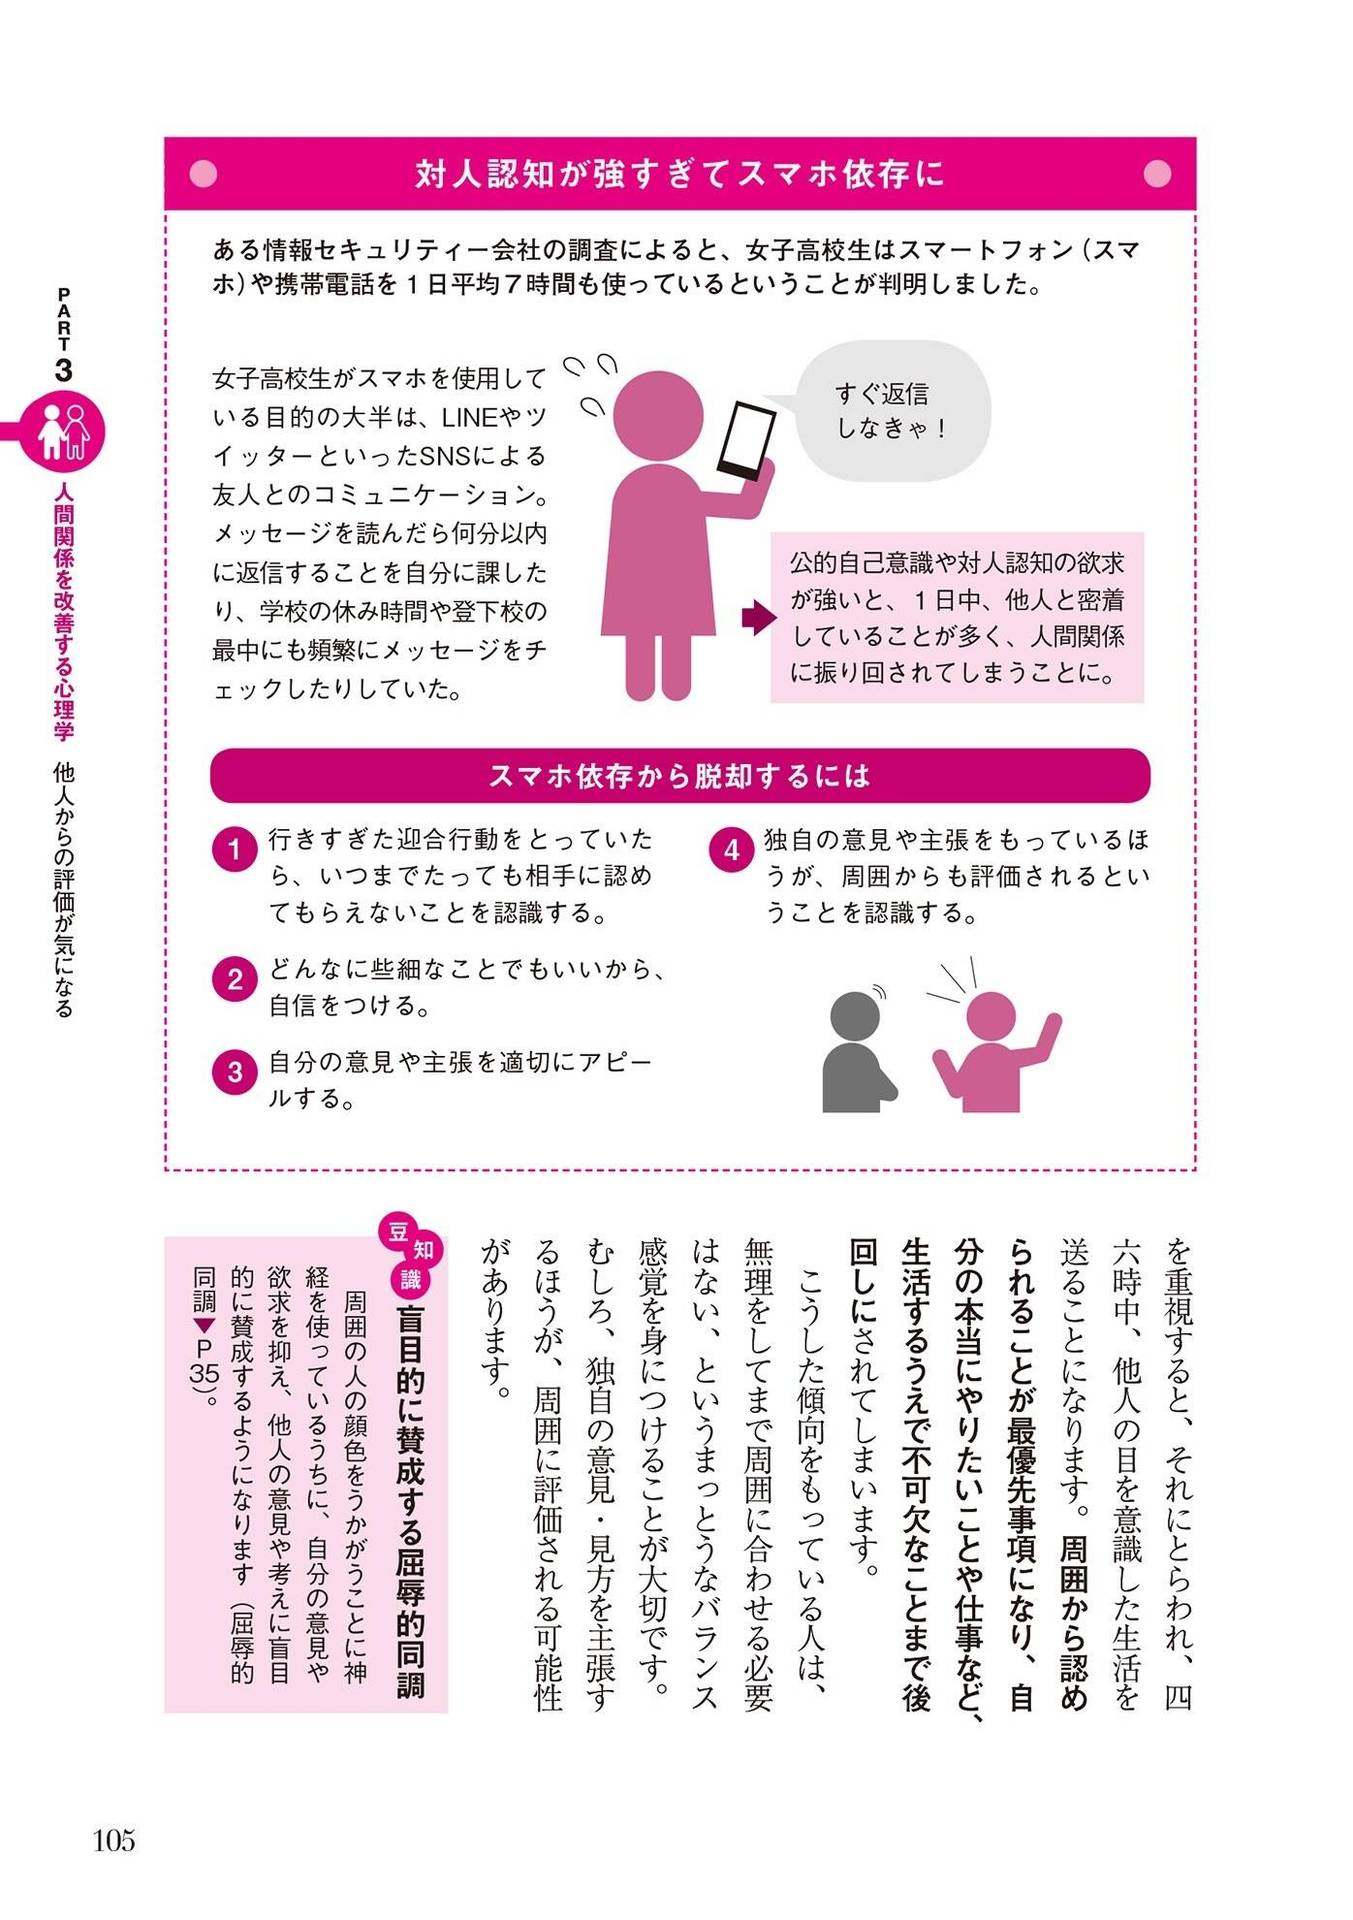 対人認知が強すぎてスマホ依存に
ある情報セキュリティー会社の調査によると、女子高校生はスマートフォン（スマ
ホ）や携帯電話を1日平均7時間も使っているということが判明しました。
女子高校生がスマホを使用して
いる目的の大半は、LINEやツ
イッターといったSNSによる
友人とのコミュニケーション。
メッセージを読んだら何分以内
に返信することを自分に課した
り、学校の休み時間や登下校の
最中にも頻繁にメッセージをチ
ェックしたりしていた。
すぐ返信
しなきゃ！
公的自己意識や対人認知の欲求
が強いと、1日中、他人と密着
していることが多く、人間関係
に振り回されてしまうことに。
スマホ依存から脱却するには
1 行きすぎた迎合行動をとっていた
ら、いつまでたっても相手に認め
てもらえないことを認識する。
2 どんなに些細なことでもいいから、
自信をつける。
3 自分の意見や主張を適切にアピー
ルする。
4 独自の意見や主張をもっているほ
うが、周囲からも評価されるとい
うことを認識する。
を重視すると、それにとらわれ、四
六時中、他人の目を意識した生活を
送ることになります。周囲から認め
られることが最優先事項になり、自
分の本当にやりたいことや仕事など、
生活するうえで不可欠なことまで後
回しにされてしまいます。
こうした傾向をもっている人は、
無理をしてまで周囲に合わせる必要
はない、というまっとうなバランス
感覚を身につけることが大切です。
むしろ、独自の意見・見方を主張す
るほうが、周囲に評価される可能性
があります。
豆知識 盲目的に賛成する屈辱的同調
周囲の人の顔色をうかがうことに神
経を使っているうちに、自分の意見や
欲求を抑え、他人の意見や考えに盲目
的に賛成するようになります（屈辱的
同調▼P35）。
PART3 人間関係を改善する心理学 他人からの評価が気になる
105